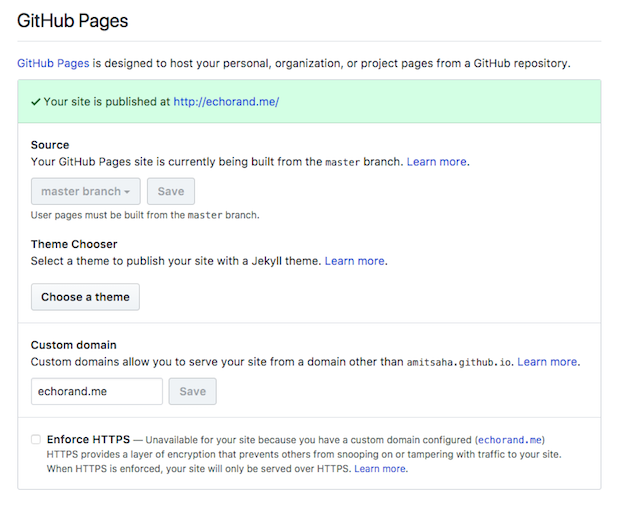 GitHub Pages
GitHub Pages is designed to host your personal, organization, or project pages from a GitHub repository.
✓ Your site is published at http://echorand.me/
Source
Your GitHub Pages site is currently being built from the master branch. Learn more.
master branch Save
User pages must be built from the master branch.
Theme Chooser
Select a theme to publish your site with a Jekyll theme. Learn more.
Choose a theme
Custom domain
Custom domains allow you to serve your site from a domain other than amitsaha.github.io. Learn more.
echorand.me Save
Enforce HTTPS — Unavailable for your site because you have a custom domain configured (echorand.me)
HTTPS provides a layer of encryption that prevents others from snooping on or tampering with traffic to your site.
When HTTPS is enforced, your site will only be served over HTTPS. Learn more.